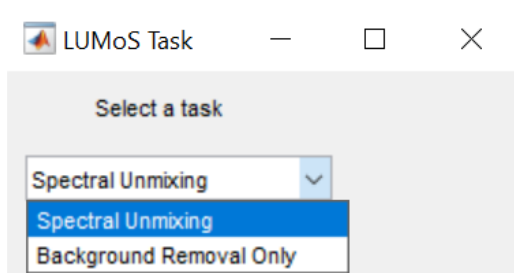 LUMoS Task
Select a task
Spectral Unmixing
Spectral Unmixing
Background Removal Only